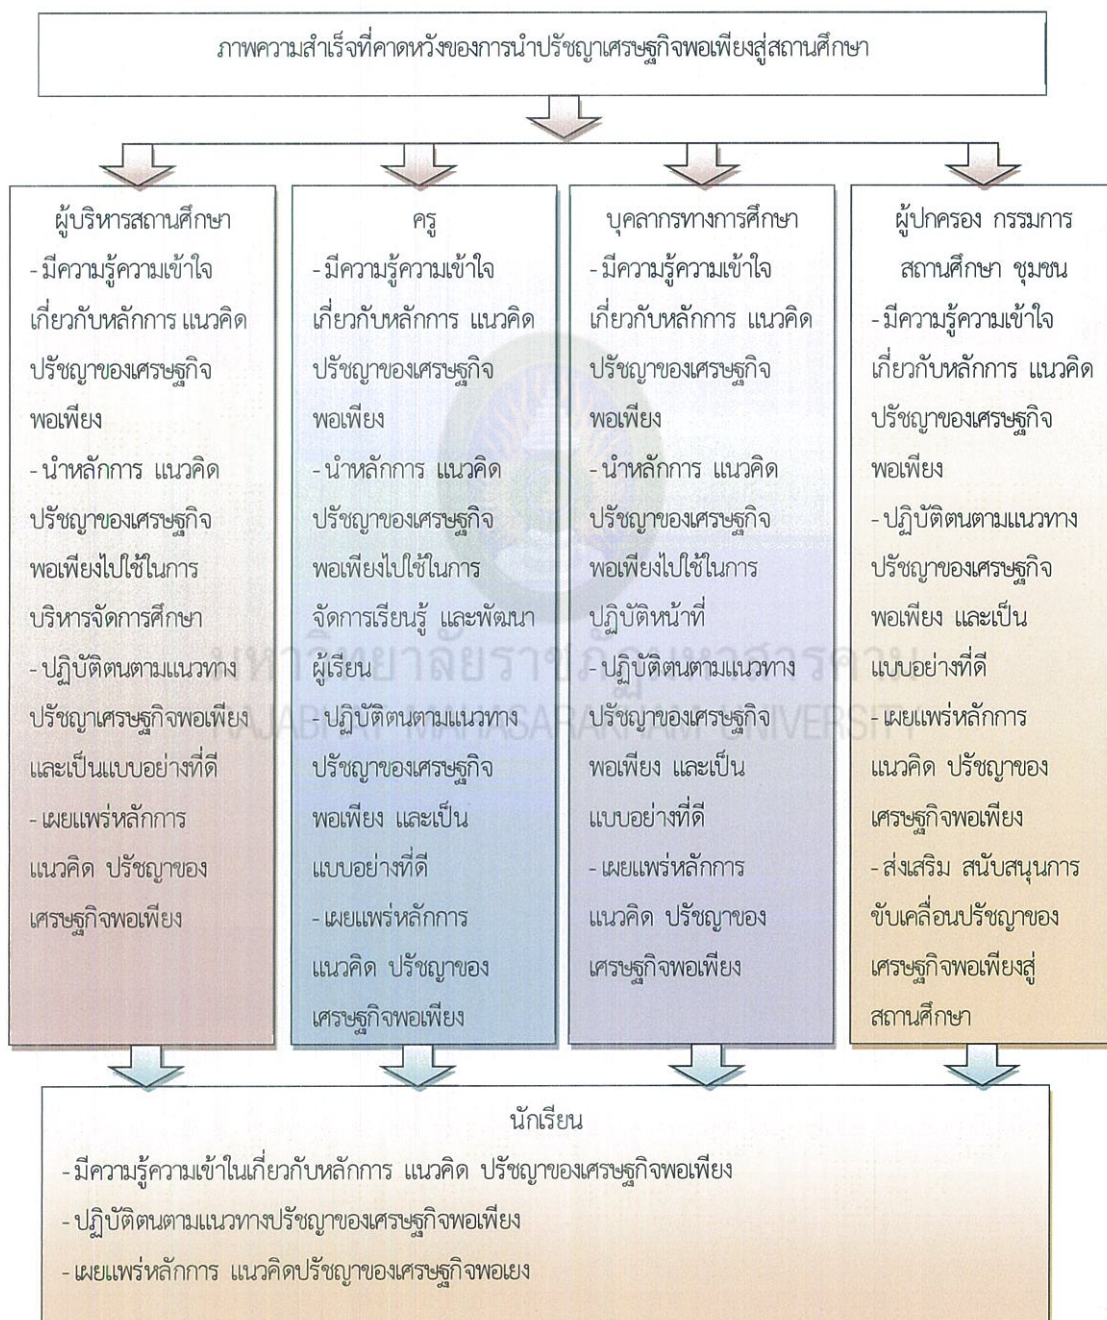 ภาพความสำเร็จที่คาดหวังของการนำปรัชญาเศรษฐกิจพอเพียงสู่สถานศึกษา
ผู้บริหารสถานศึกษา
- มีความรู้ความเข้าใจ
เกี่ยวกับหลักการ แนวคิด
ปรัชญาของเศรษฐกิจ
พอเพียง
- นำหลักการ แนวคิด
ปรัชญาของเศรษฐกิจ
พอเพียงไปใช้ในการ
บริหารจัดการศึกษา
- ปฏิบัติตนตามแนวทาง
ปรัชญาเศรษฐกิจพอเพียง
และเป็นแบบอย่างที่ดี
- เผยแพร่หลักการ
แนวคิด ปรัชญาของ
เศรษฐกิจพอเพียง
ครู
- มีความรู้ความเข้าใจ
เกี่ยวกับหลักการ แนวคิด
ปรัชญาของเศรษฐกิจ
พอเพียง
- นำหลักการ แนวคิด
ปรัชญาของเศรษฐกิจ
พอเพียงไปใช้ในการ
จัดการเรียนรู้ และพัฒนา
ผู้เรียน
- ปฏิบัติตนตามแนวทาง
ปรัชญาของเศรษฐกิจ
พอเพียง และเป็น
แบบอย่างที่ดี
- เผยแพร่หลักการ
แนวคิด ปรัชญาของ
เศรษฐกิจพอเพียง
บุคลากรทางการศึกษา
- มีความรู้ความเข้าใจ
เกี่ยวกับหลักการ แนวคิด
ปรัชญาของเศรษฐกิจ
พอเพียง
- นำหลักการ แนวคิด
ปรัชญาของเศรษฐกิจ
พอเพียงไปใช้ในการ
ปฏิบัติหน้าที่
- ปฏิบัติตนตามแนวทาง
ปรัชญาของเศรษฐกิจ
พอเพียง และเป็น
แบบอย่างที่ดี
- เผยแพร่หลักการ
แนวคิด ปรัชญาของ
เศรษฐกิจพอเพียง
ผู้ปกครอง กรรมการ
สถานศึกษา ชุมชน
- มีความรู้ความเข้าใจ
เกี่ยวกับหลักการ แนวคิด
ปรัชญาของเศรษฐกิจ
พอเพียง
- ปฏิบัติตนตามแนวทาง
ปรัชญาของเศรษฐกิจ
พอเพียง และเป็น
แบบอย่างที่ดี
- เผยแพร่หลักการ
แนวคิด ปรัชญาของ
เศรษฐกิจพอเพียง
- ส่งเสริม สนับสนุนการ
ขับเคลื่อนปรัชญาของ
เศรษฐกิจพอเพียงสู่
สถานศึกษา
มหาวิทยาลัยราชภัฏมหาสารคาม
RAJABHAT MAHASARAKHAM UNIVERSITY
นักเรียน
- มีความรู้ความเข้าในเกี่ยวกับหลักการ แนวคิด ปรัชญาของเศรษฐกิจพอเพียง
- ปฏิบัติตนตามแนวทางปรัชญาของเศรษฐกิจพอเพียง
- เผยแพร่หลักการ แนวคิดปรัชญาของเศรษฐกิจพอเยง